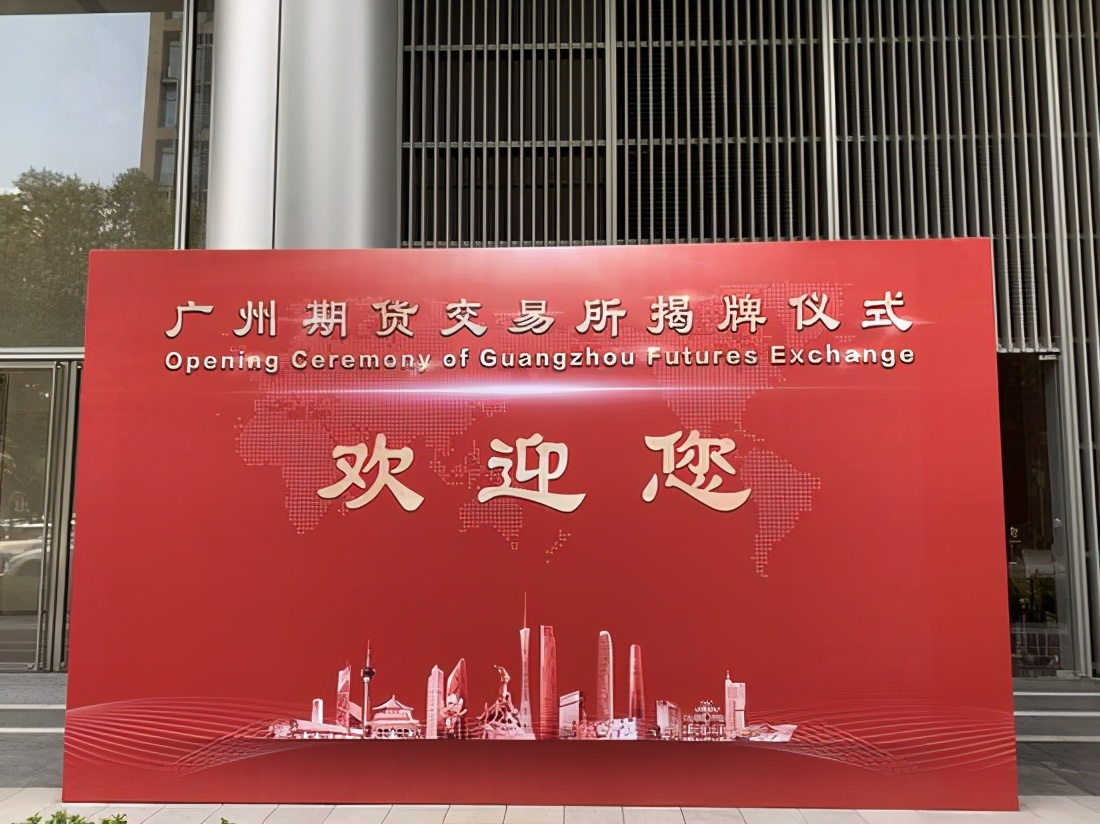 广州期货交易所揭牌仪式
Opening Ceremony of Guangzhou Futures Exchange
欢迎您